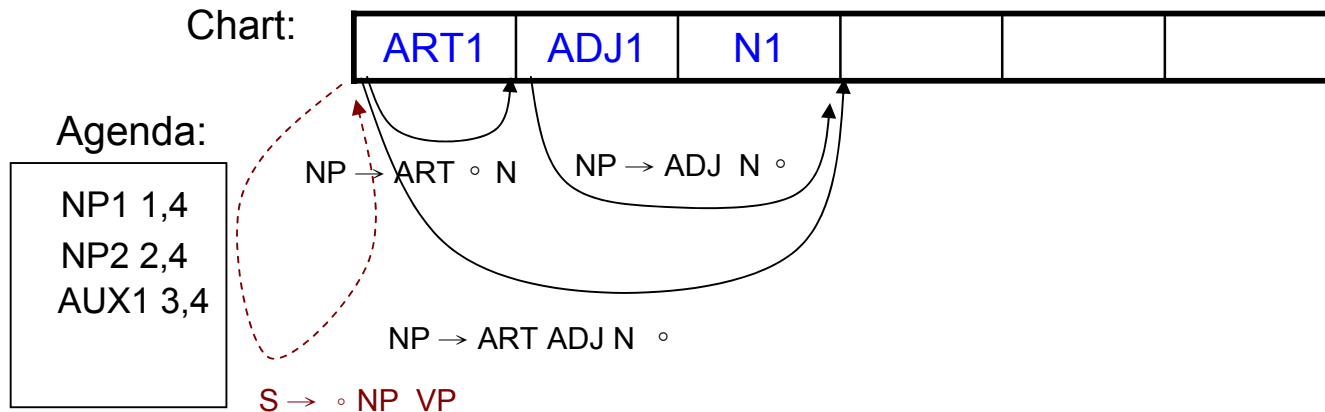 Chart:
ART1 ADJ1 N1
Agenda:
NP1 1,4
NP2 2,4
AUX1 3,4
NP → ART ◦ N
NP → ADJ N ◦
NP → ART ADJ N ◦
S → ◦ NP VP